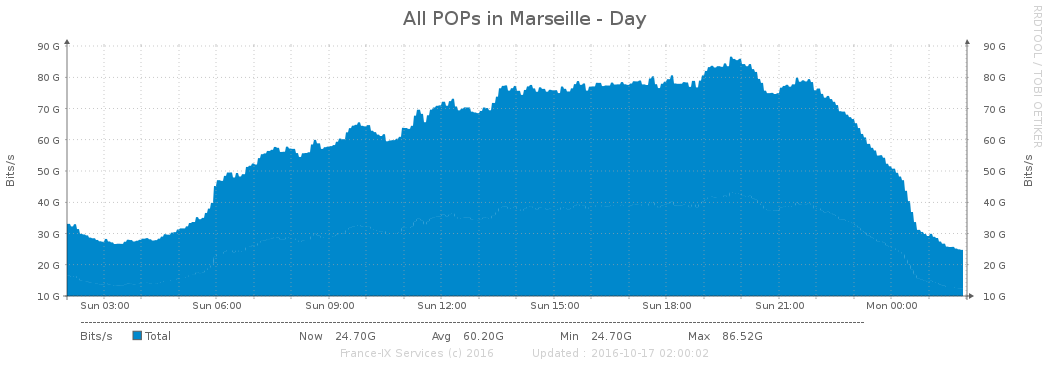 All POPs in Marseille - Day
RRDTOOL / TOBI OETIKER
Bits/s
90 G
80 G
70 G
60 G
50 G
40 G
30 G
20 G
10 G
90 G
80 G
70 G
60 G
50 G
40 G
30 G
20 G
10 G
Bits/s
Sun 03:00 Sun 06:00 Sun 09:00 Sun 12:00 Sun 15:00 Sun 18:00 Sun 21:00 Mon 00:00
Bits/s Total Now 24.70G Avg 60.20G Min 24.70G Max 86.52G
France-IX Services (c) 2016 Updated : 2016-10-17 02:00:02